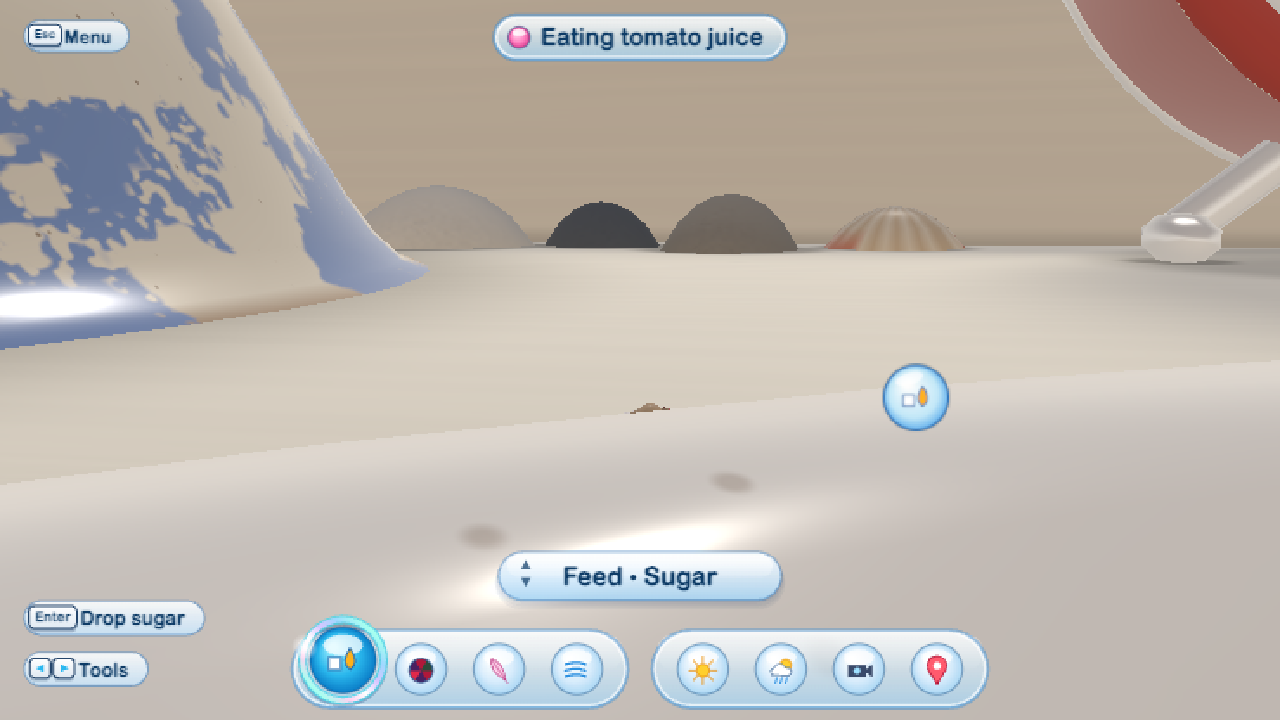 Esc Menu
Eating tomato juice
Feed · Sugar
Enter Drop sugar
Tools